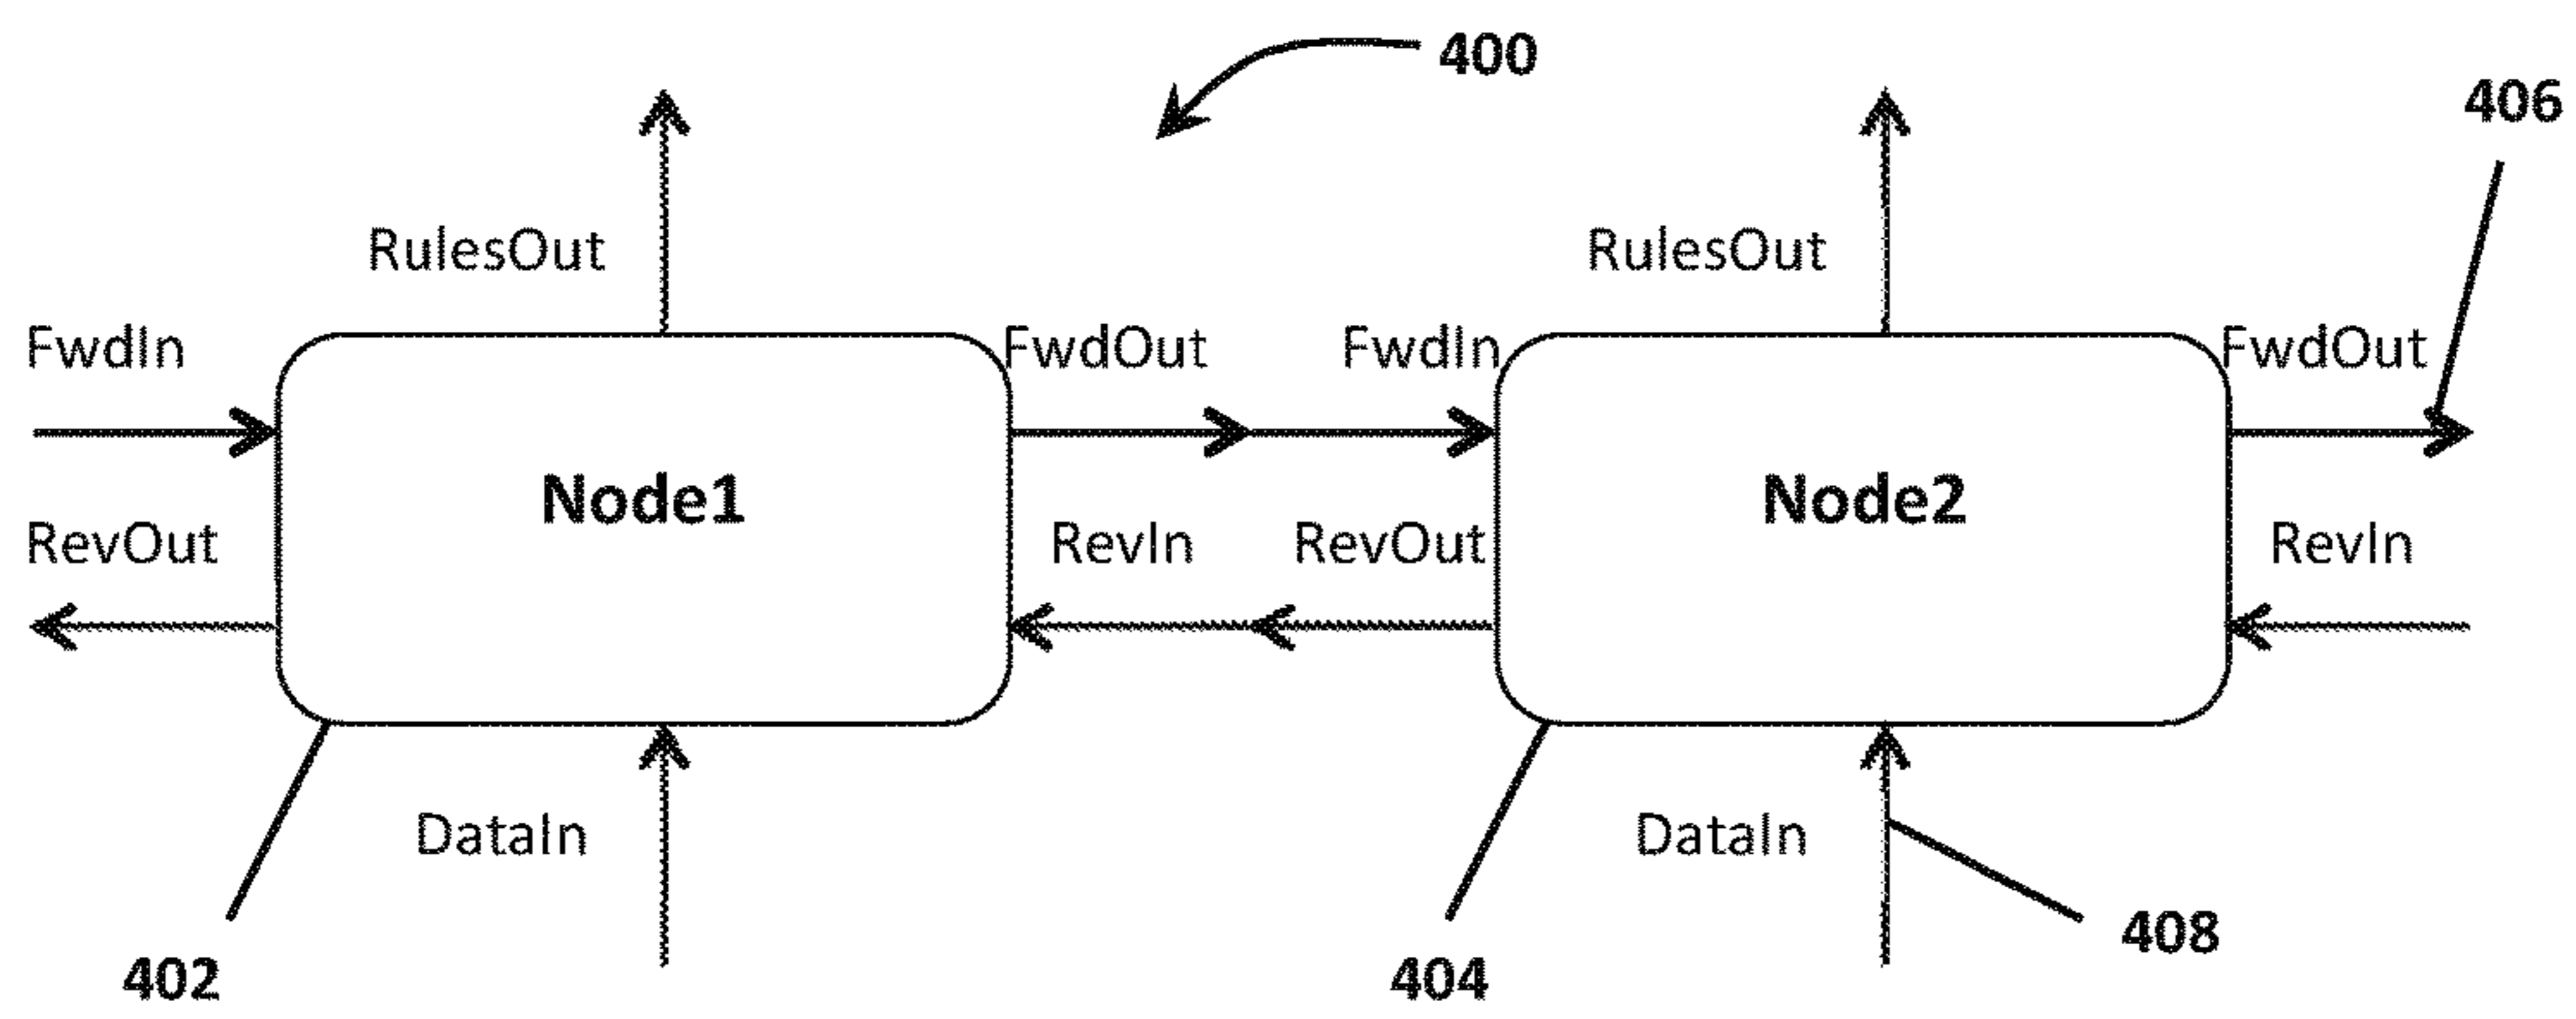 400
406
RulesOut
RulesOut
FwdIn
FwdOut
FwdIn
FwdOut
Node1
Node2
RevOut
RevIn
RevOut
RevIn
DataIn
DataIn
408
402
404